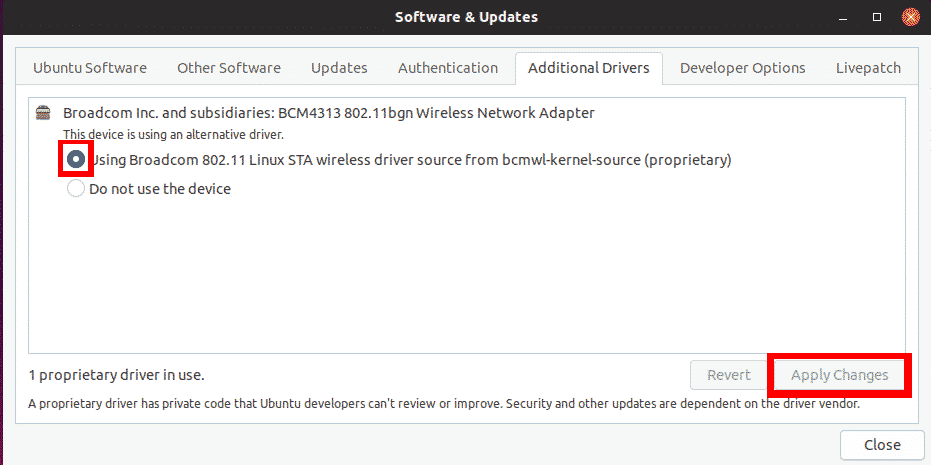 Software & Updates
Ubuntu Software Other Software Updates Authentication Additional Drivers Developer Options Livepatch
Broadcom Inc. and subsidiaries: BCM4313 802.11bgn Wireless Network Adapter
This device is using an alternative driver.
Using Broadcom 802.11 Linux STA wireless driver source from bcmwl-kernel-source (proprietary)
Do not use the device
1 proprietary driver in use.
Revert Apply Changes
A proprietary driver has private code that Ubuntu developers can't review or improve. Security and other updates are dependent on the driver vendor.
Close